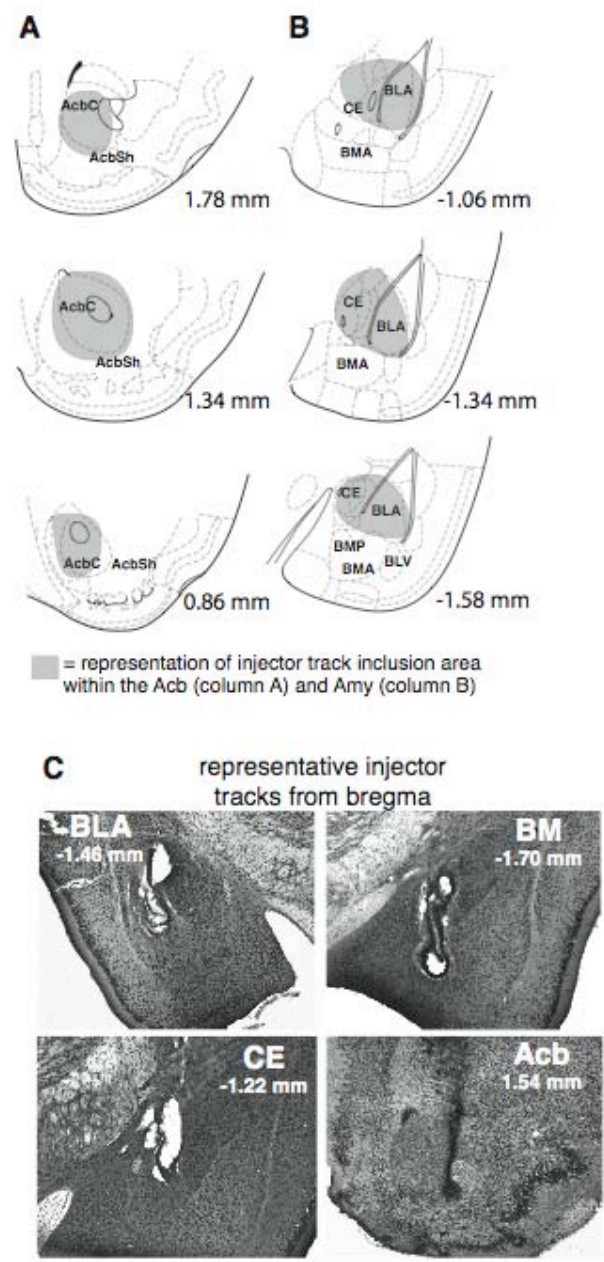 A
B
AcbC
AcbSh
1.78 mm
CE
BLA
BMA
-1.06 mm
AcbC
AcbSh
1.34 mm
CE
BLA
BMA
-1.34 mm
AcbC
AcbSh
0.86 mm
CE
BLA
BMP
BMA
BLV
-1.58 mm
= representation of injector track inclusion area
within the Acb (column A) and Amy (column B)
C
representative injector
tracks from bregma
BLA
-1.46 mm
BM
-1.70 mm
CE
-1.22 mm
Acb
1.54 mm